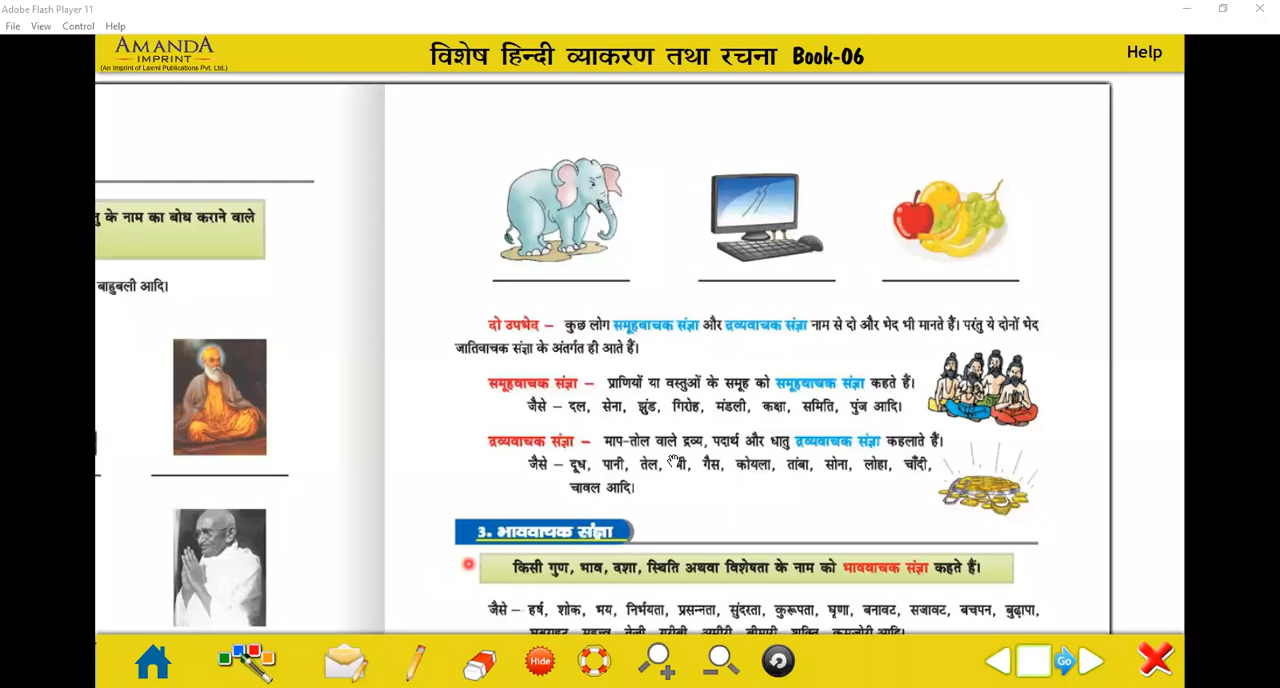 Adobe Flash Player 11
File View Control Help
AMANDA
IMPRINT
(An Imprint of Laxmi Publications Pvt. Ltd.)
विशेष हिन्दी व्याकरण तथा रचना Book-06
Help
के नाम का बोध कराने वाले
बाहुबली आदि।
दो उपभेद – कुछ लोग समूहवाचक संज्ञा और द्रव्यवाचक संज्ञा नाम से दो और भेद भी मानते हैं। परंतु ये दोनों भेद
जातिवाचक संज्ञा के अंतर्गत ही आते हैं।
समूहवाचक संज्ञा – प्राणियों या वस्तुओं के समूह को समूहवाचक संज्ञा कहते हैं।
जैसे – दल, सेना, झुंड, गिरोह, मंडली, कक्षा, समिति, पुंज आदि।
द्रव्यवाचक संज्ञा – माप-तोल वाले द्रव्य, पदार्थ और धातु द्रव्यवाचक संज्ञा कहलाते हैं।
जैसे – दूध, पानी, तेल, गैस, कोयला, तांबा, सोना, लोहा, चाँदी,
चावल आदि।
3. भाववाचक संज्ञा
किसी गुण, भाव, दशा, स्थिति अथवा विशेषता के नाम को भाववाचक संज्ञा कहते हैं।
जैसे – हर्ष, शोक, भय, निर्भयता, प्रसन्नता, सुंदरता, कुरूपता, घृणा, बनावट, सजावट, बचपन, बुढ़ापा,
Hide
Go